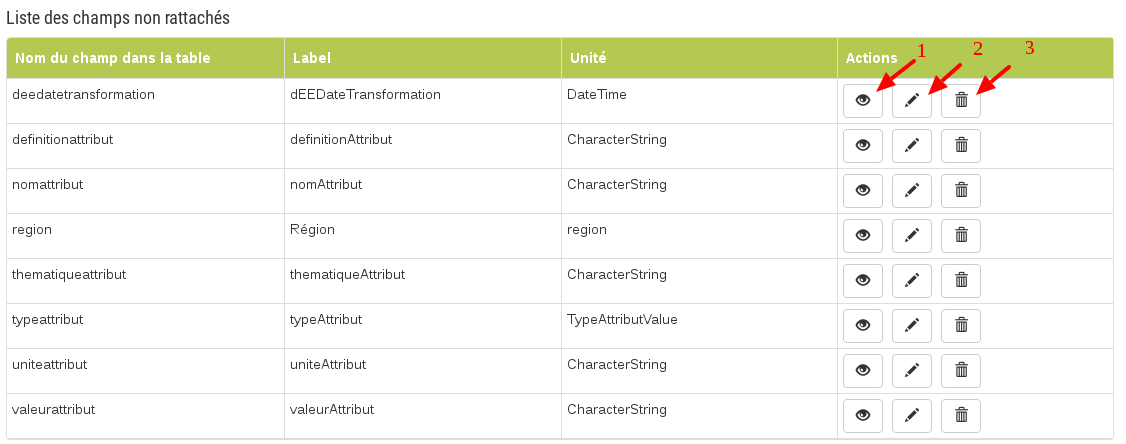 Liste des champs non rattachés
Nom du champ dans la table Label Unité Actions 1 2 3
deedatetransformation dEEDateTransformation DateTime
definitionattribut definitionAttribut CharacterString
nomattribut nomAttribut CharacterString
region Région region
thematiqueattribut thematiqueAttribut CharacterString
typeattribut typeAttribut TypeAttributValue
uniteattribut uniteAttribut CharacterString
valeurattribut valeurAttribut CharacterString